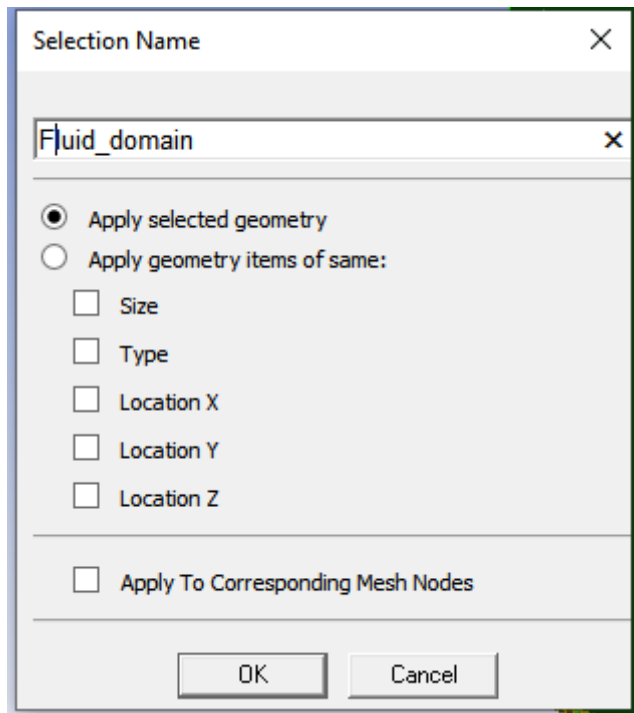 Selection Name
Fluid_domain
Apply selected geometry
Apply geometry items of same:
Size
Type
Location X
Location Y
Location Z
Apply To Corresponding Mesh Nodes
OK
Cancel